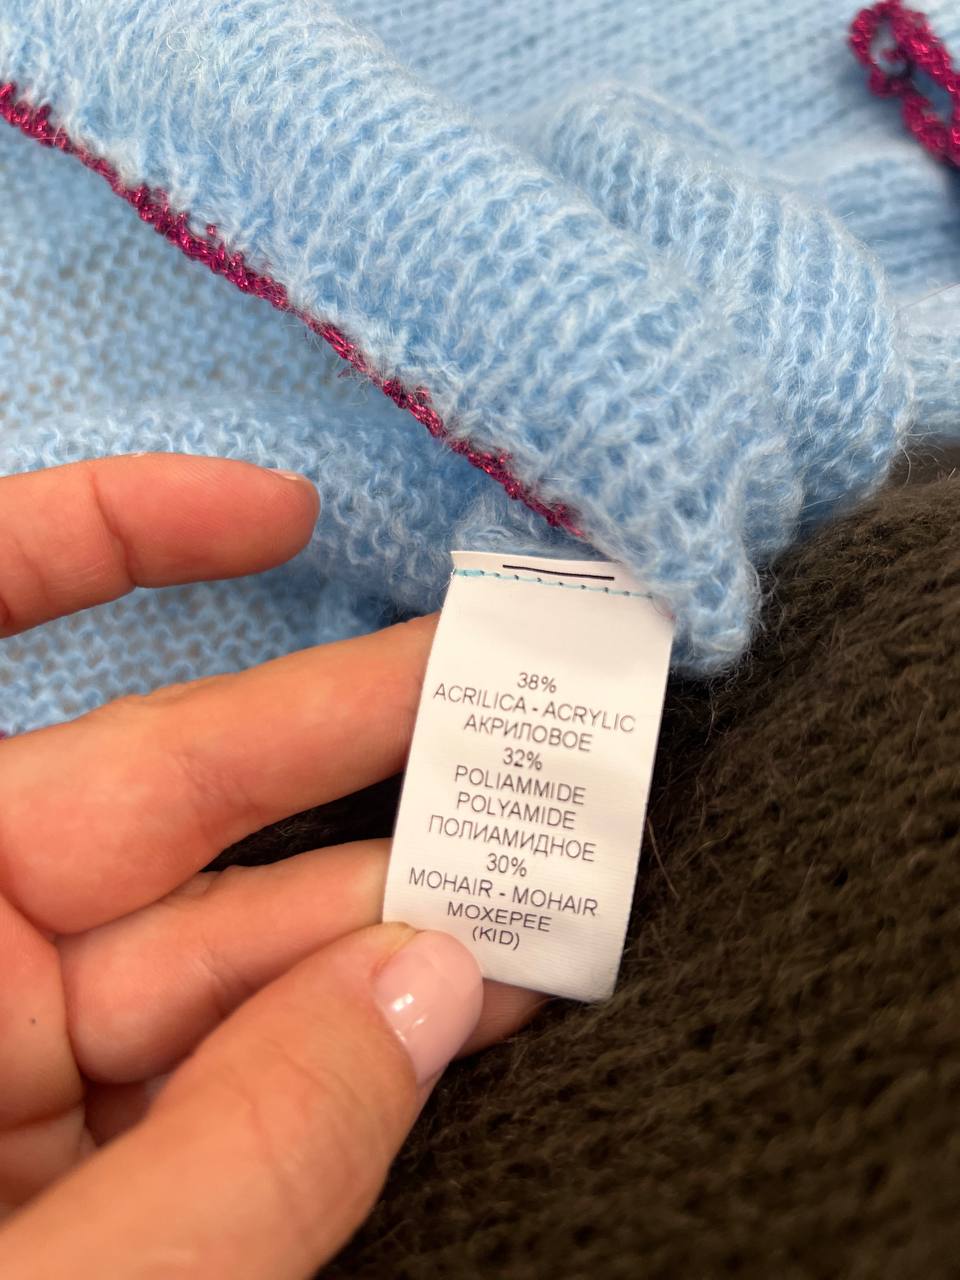 38%
ACRILICA - ACRYLIC
АКРИЛОВОЕ
32%
POLIAMMIDE
POLYAMIDE
ПОЛИАМИДНОЕ
30%
MOHAIR - MOHAIR
МОХЕРЕЕ
(KID)